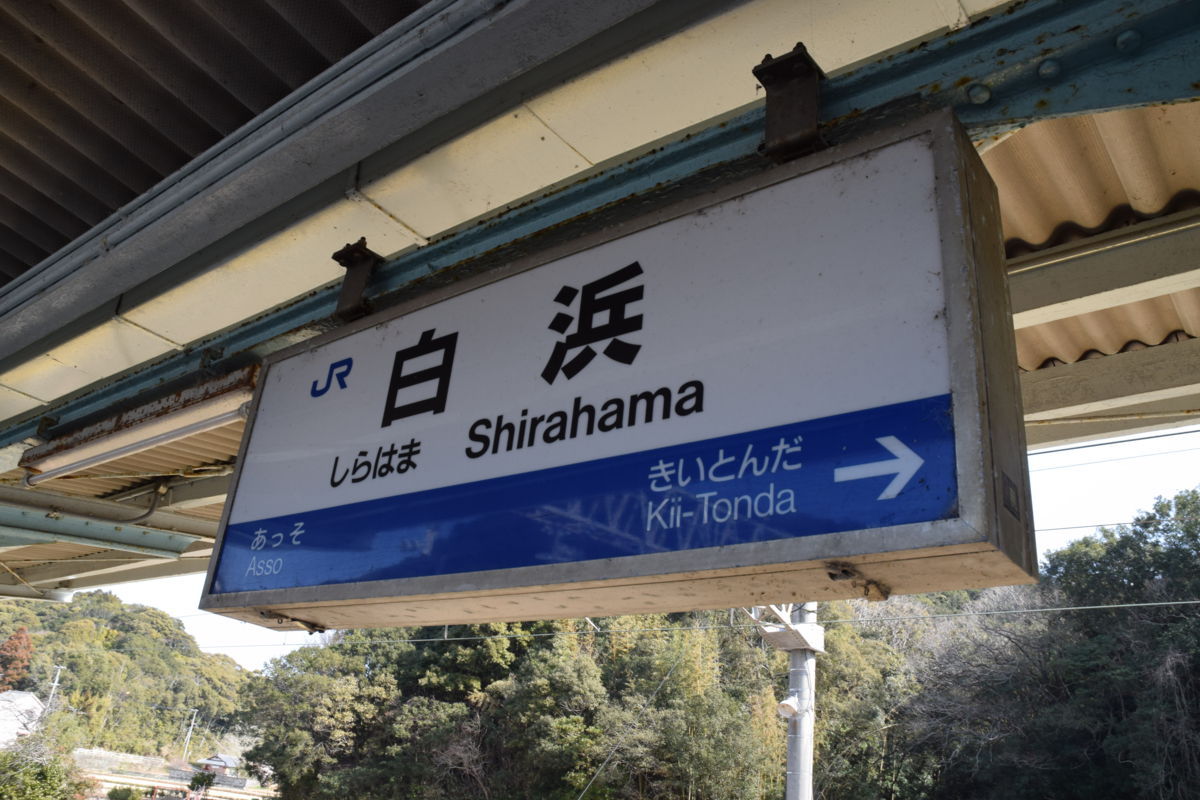 JR 白浜
しらはま Shirahama
あっそ
Asso
きいとんだ
Kii-Tonda
→